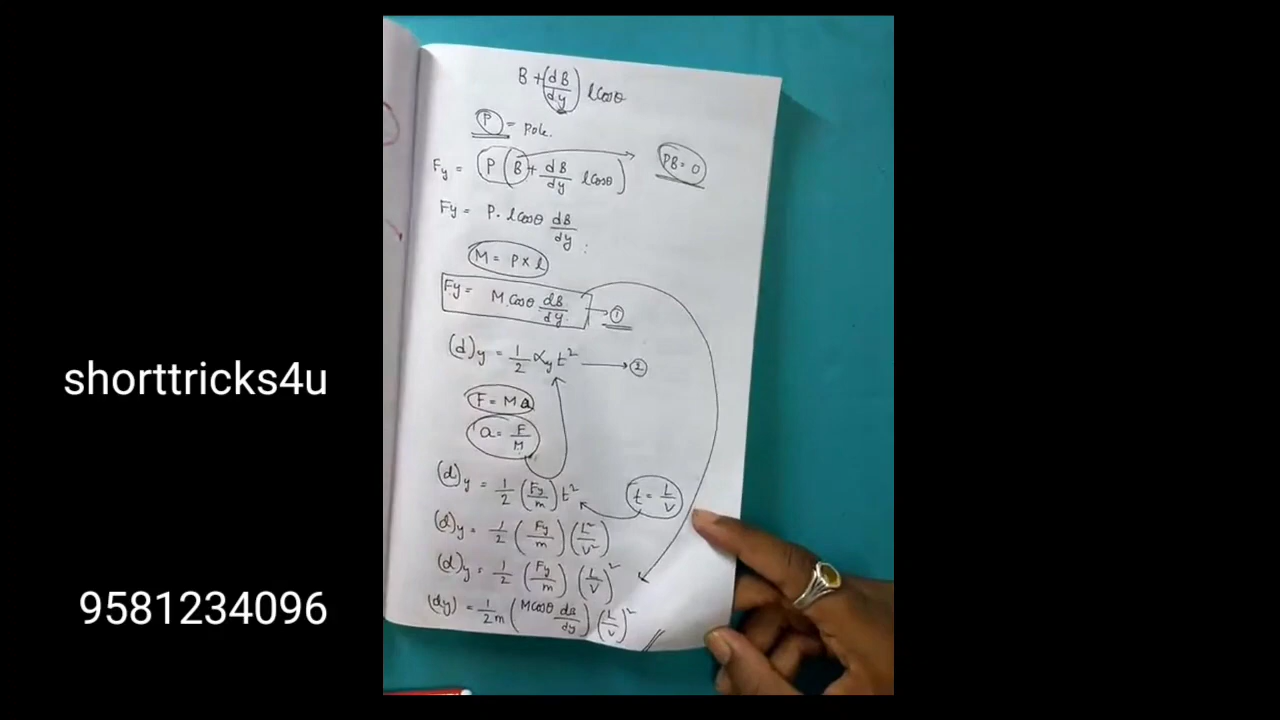 B + (dB/dy) l Cosθ
P = Pole.
Fy = P (B + dB/dy l Cosθ) PB = 0
Fy = P. l Cosθ dB/dy
M = P × l
Fy = M Cosθ dB/dy. → ①
(d)y = 1/2 αy t² → ②
F = Ma
a = F/M
(d)y = 1/2 (Fy/m) t² t = L/V
(d)y = 1/2 (Fy/m) (L²/V²)
(d)y = 1/2 (Fy/m) (L/V)²
(dy) = 1/2m (M Cosθ dB/dy) (L/V)²
shorttricks4u
9581234096